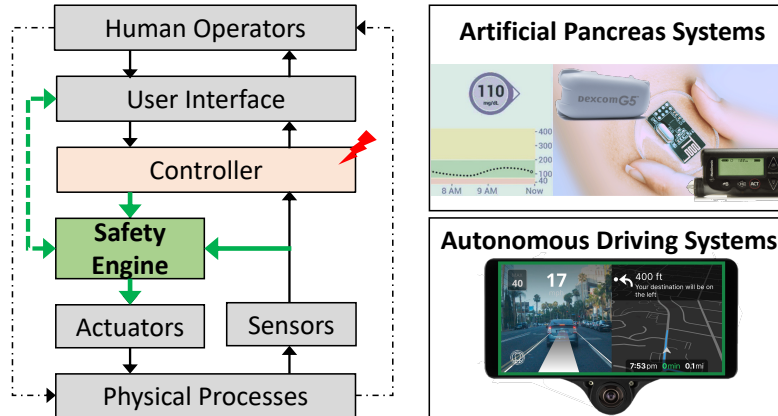 Human Operators
User Interface
Controller
Safety
Engine
Actuators
Sensors
Physical Processes
Artificial Pancreas Systems
110
mg/dL
Dexcom G5
400
300
200
100
40
8 AM
9 AM
Now
ACT
Autonomous Driving Systems
40
17
400 ft
Your destination will be on
the left
7:53pm 0min 0.1mi